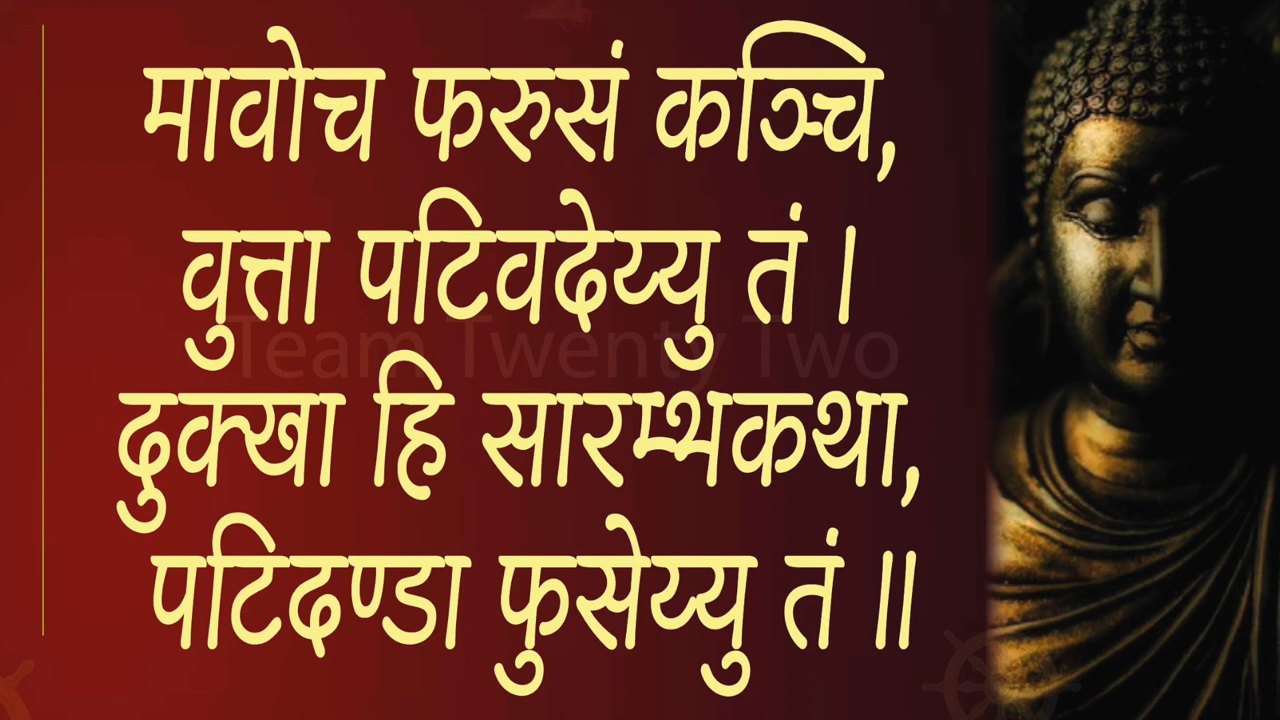 मावोच फरुसं कञ्चि,
वुत्ता पटिवदेय्यु तं ।
Team Twenty Two
दुक्खा हि सारम्भकथा,
पटिदण्डा फुसेय्यु तं ॥